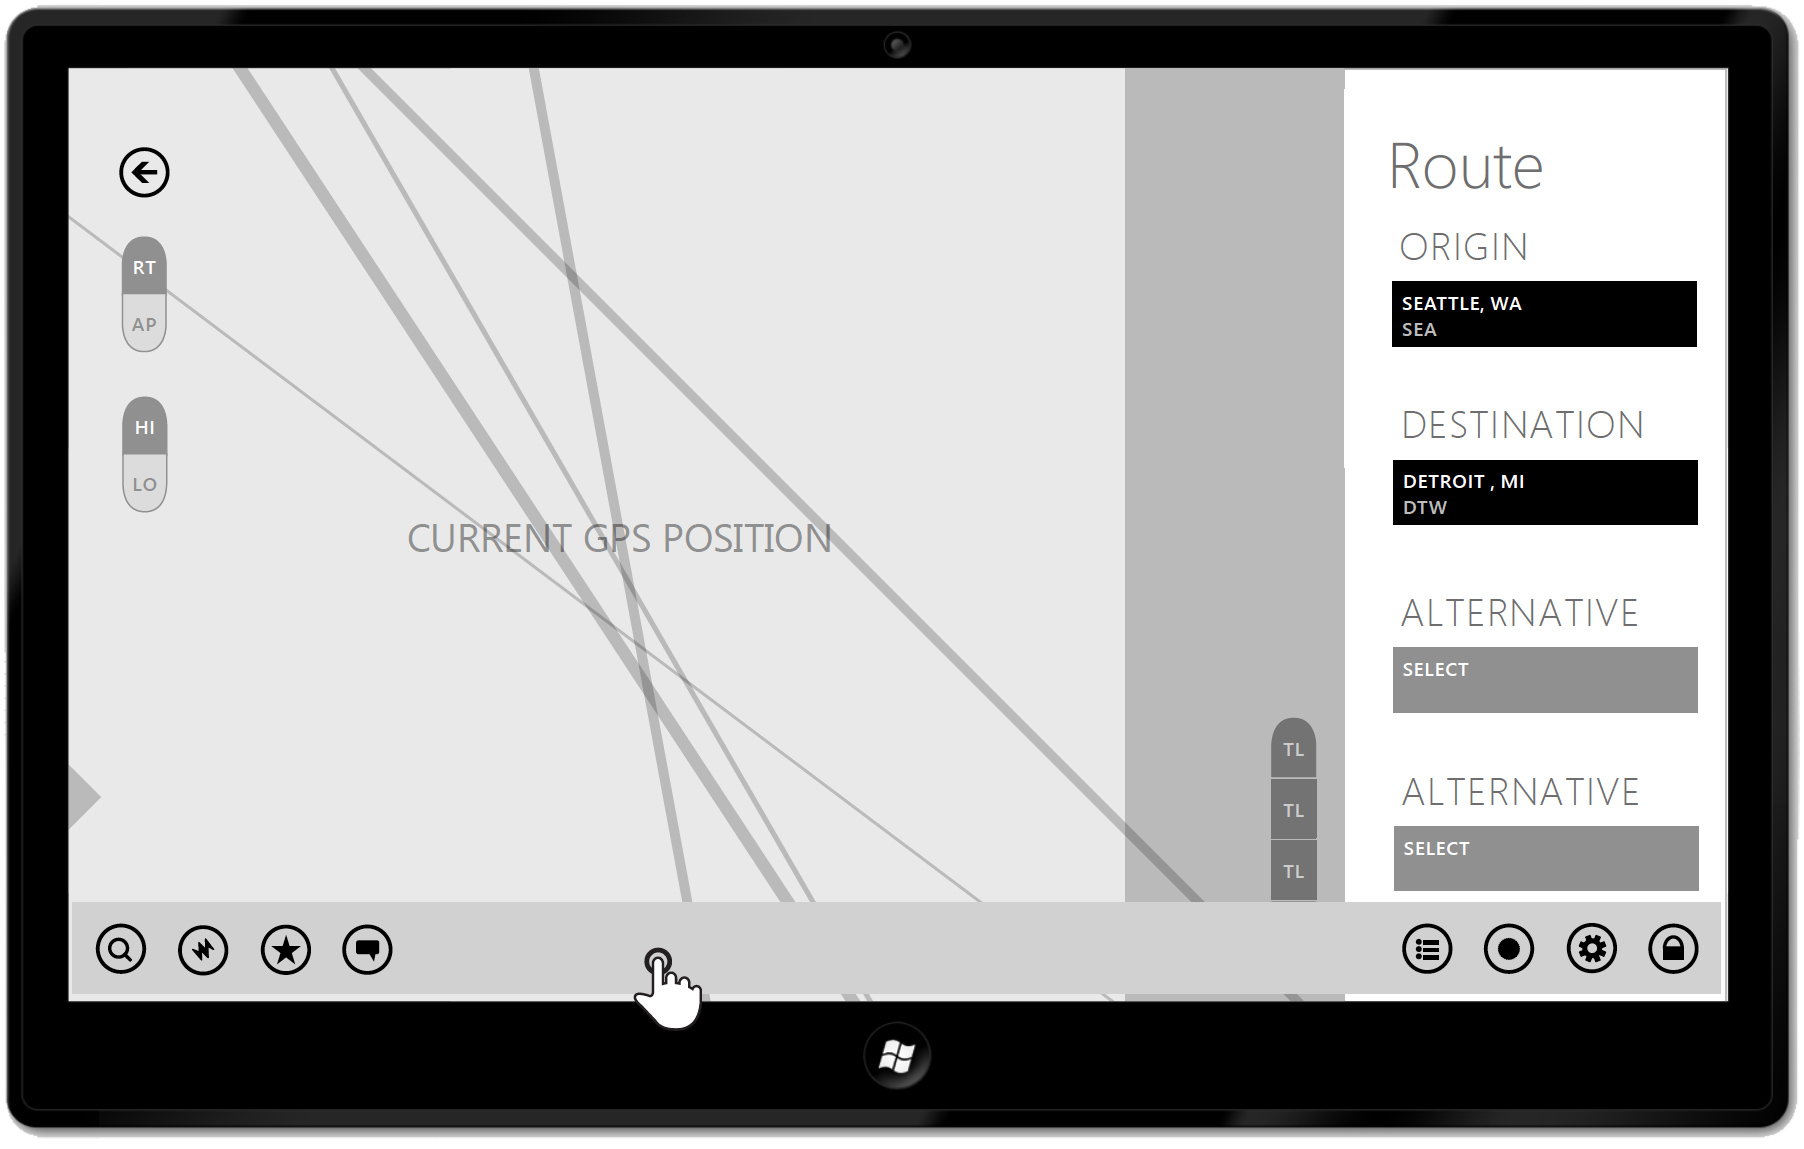 RT
AP
HI
LO
CURRENT GPS POSITION
TL
TL
TL
Route
ORIGIN
SEATTLE, WA
SEA
DESTINATION
DETROIT , MI
DTW
ALTERNATIVE
SELECT
ALTERNATIVE
SELECT